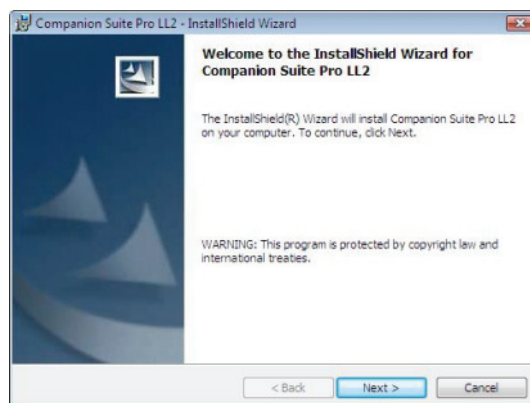 Companion Suite Pro LL2 - InstallShield Wizard
Welcome to the InstallShield Wizard for
Companion Suite Pro LL2
The InstallShield(R) Wizard will install Companion Suite Pro LL2
on your computer. To continue, click Next.
WARNING: This program is protected by copyright law and
international treaties.
< Back Next > Cancel